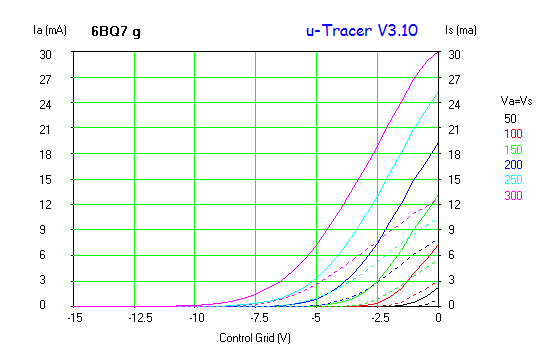 Ia (mA) 6BQ7 g u-Tracer V3.10 Is (ma)
30 30
27 27
24 24
Va=Vs
21 50 21
100
18 150 18
200
15 250 15
300
12 12
9 9
6 6
3 3
0 0
-15 -12.5 -10 -7.5 -5 -2.5 0
Control Grid (V)